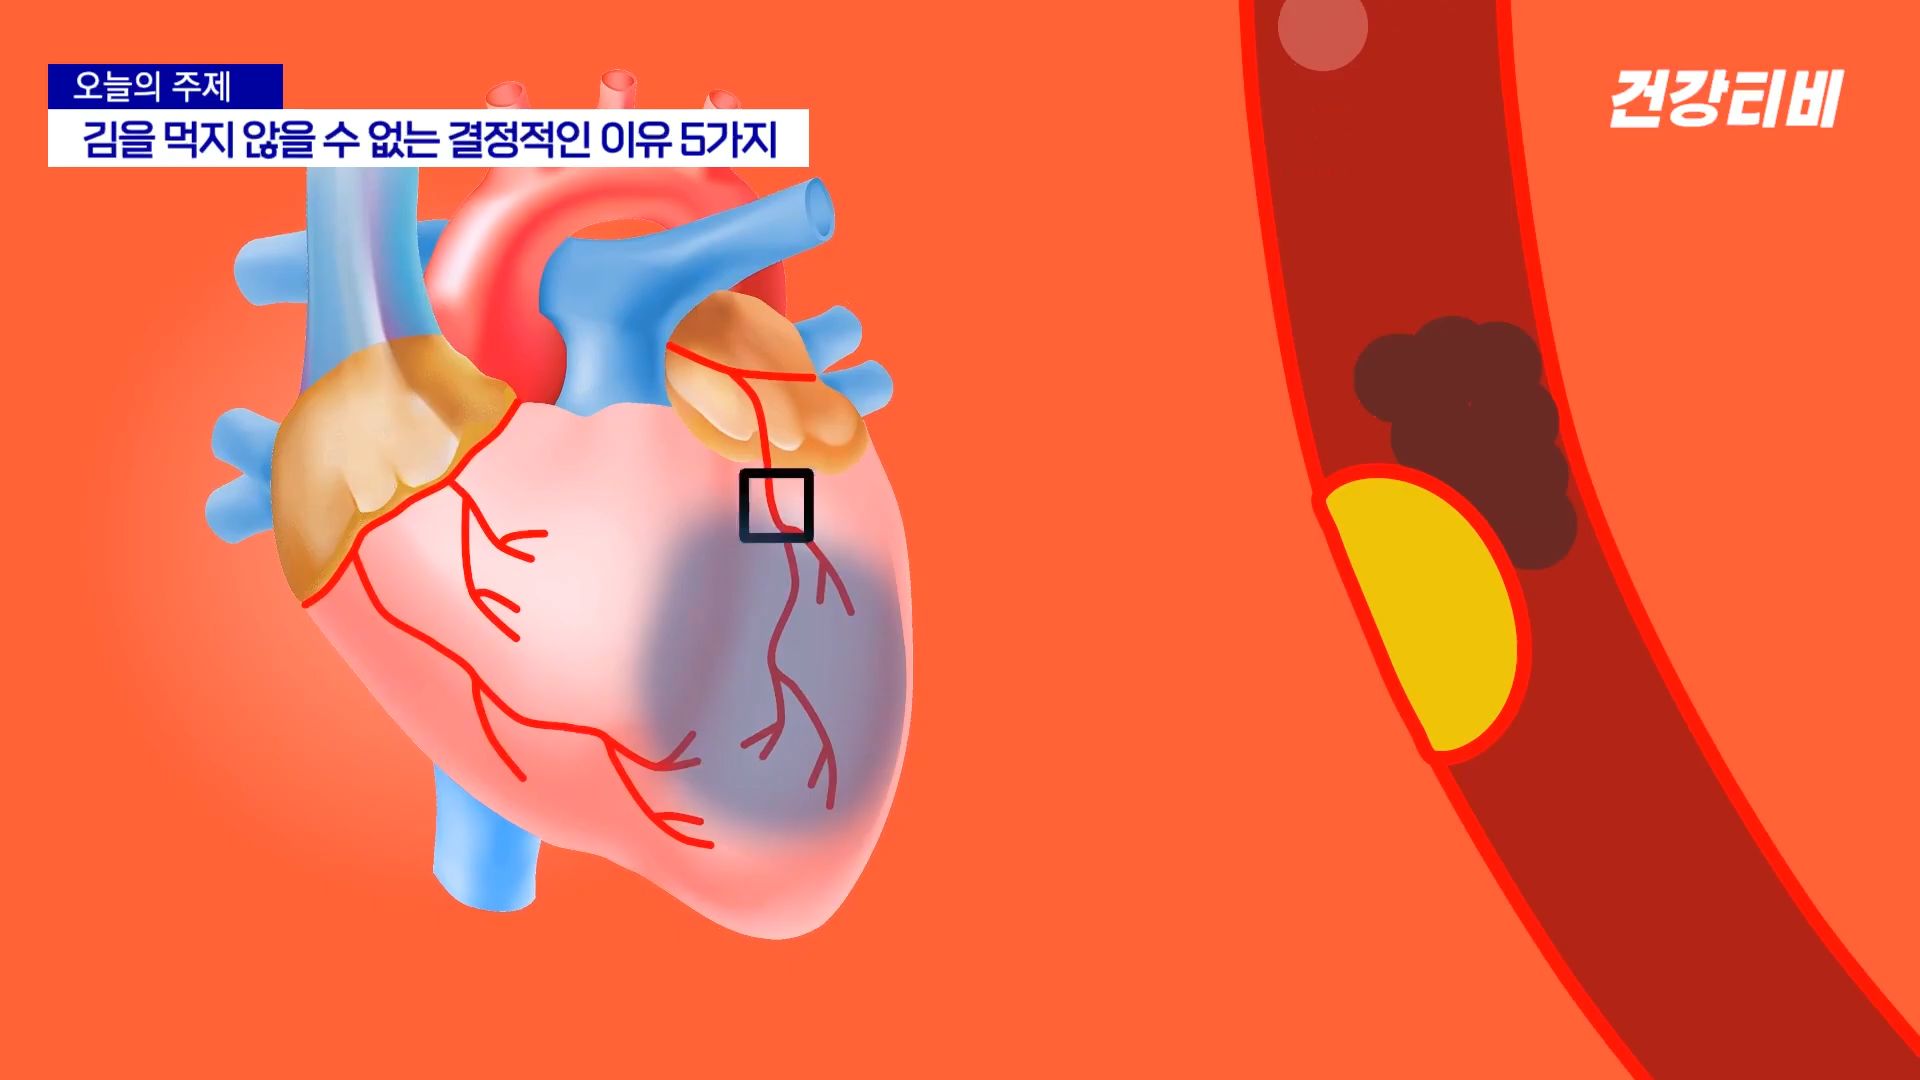 오늘의 주제
김을 먹지 않을 수 없는 결정적인 이유 5가지
건강티비